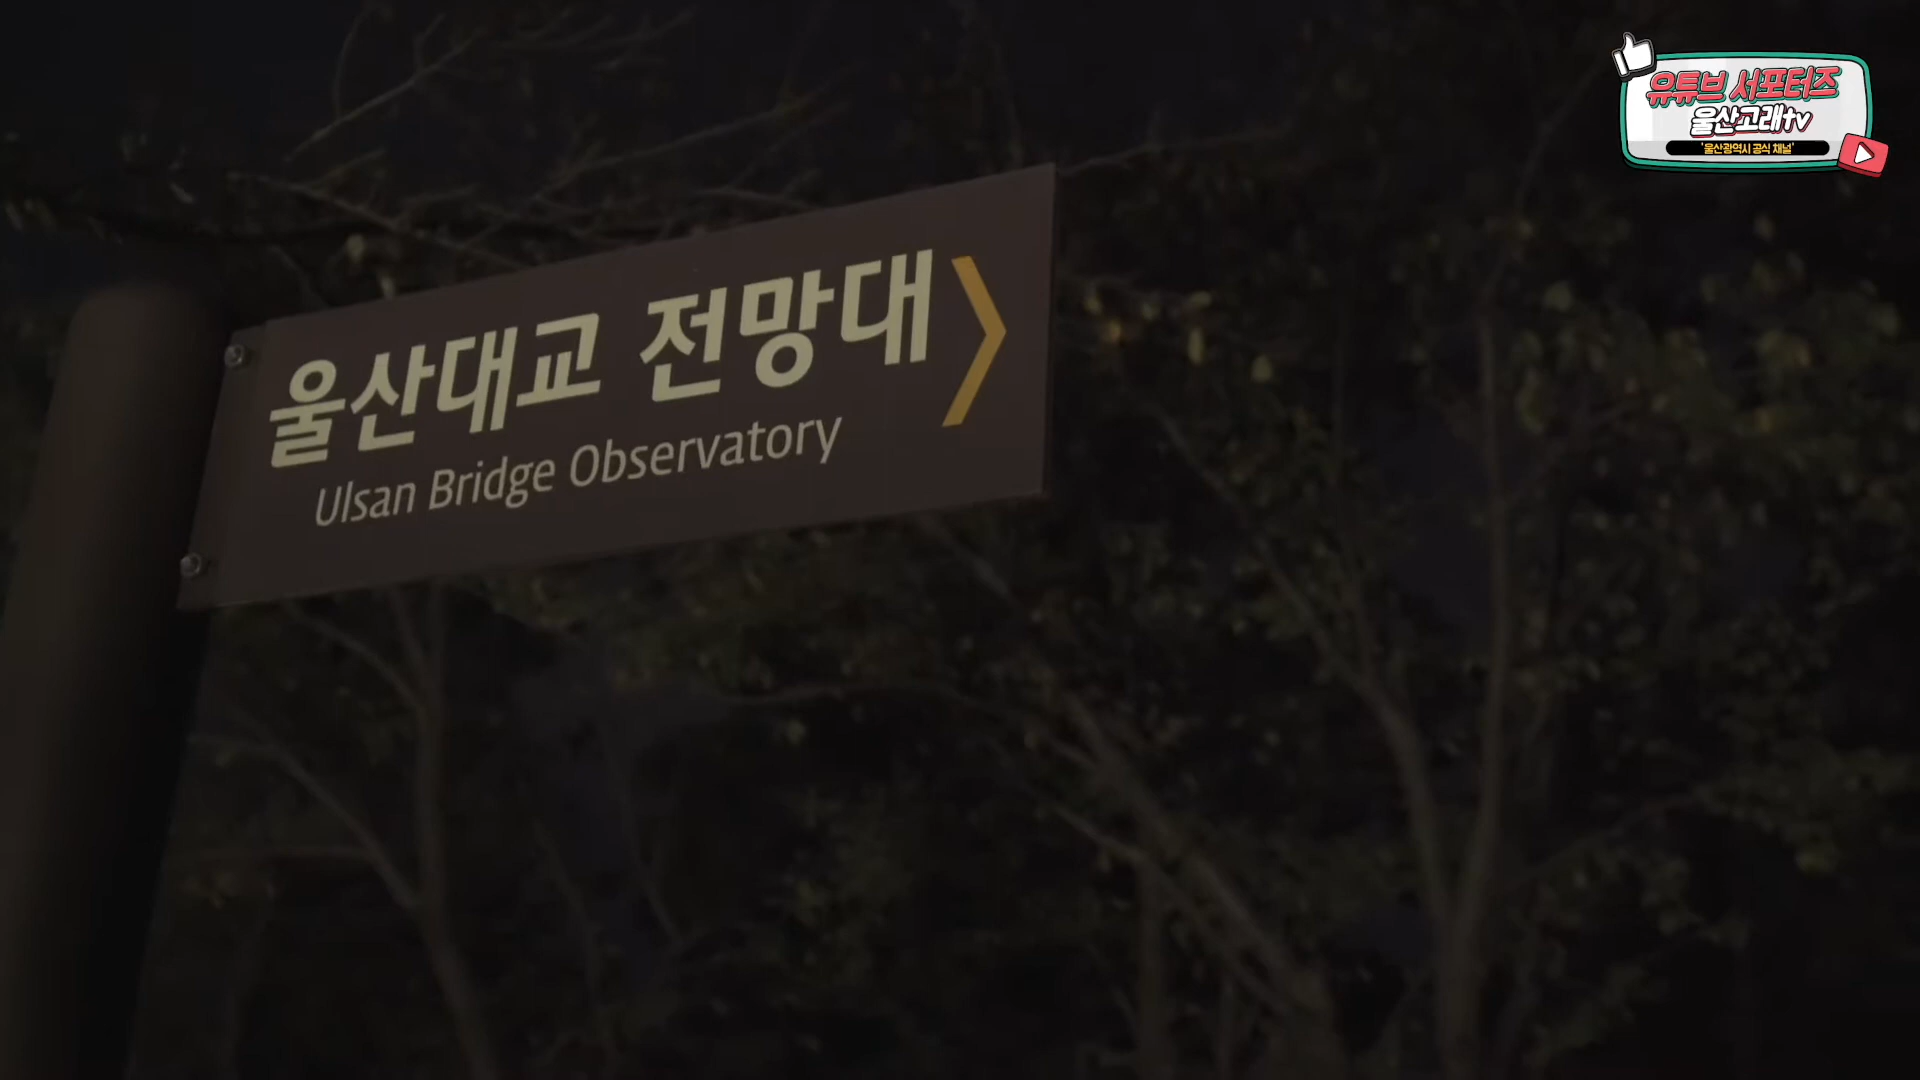 유튜브 서포터즈
울산고래tv
'울산광역시 공식 채널'
울산대교 전망대
Ulsan Bridge Observatory